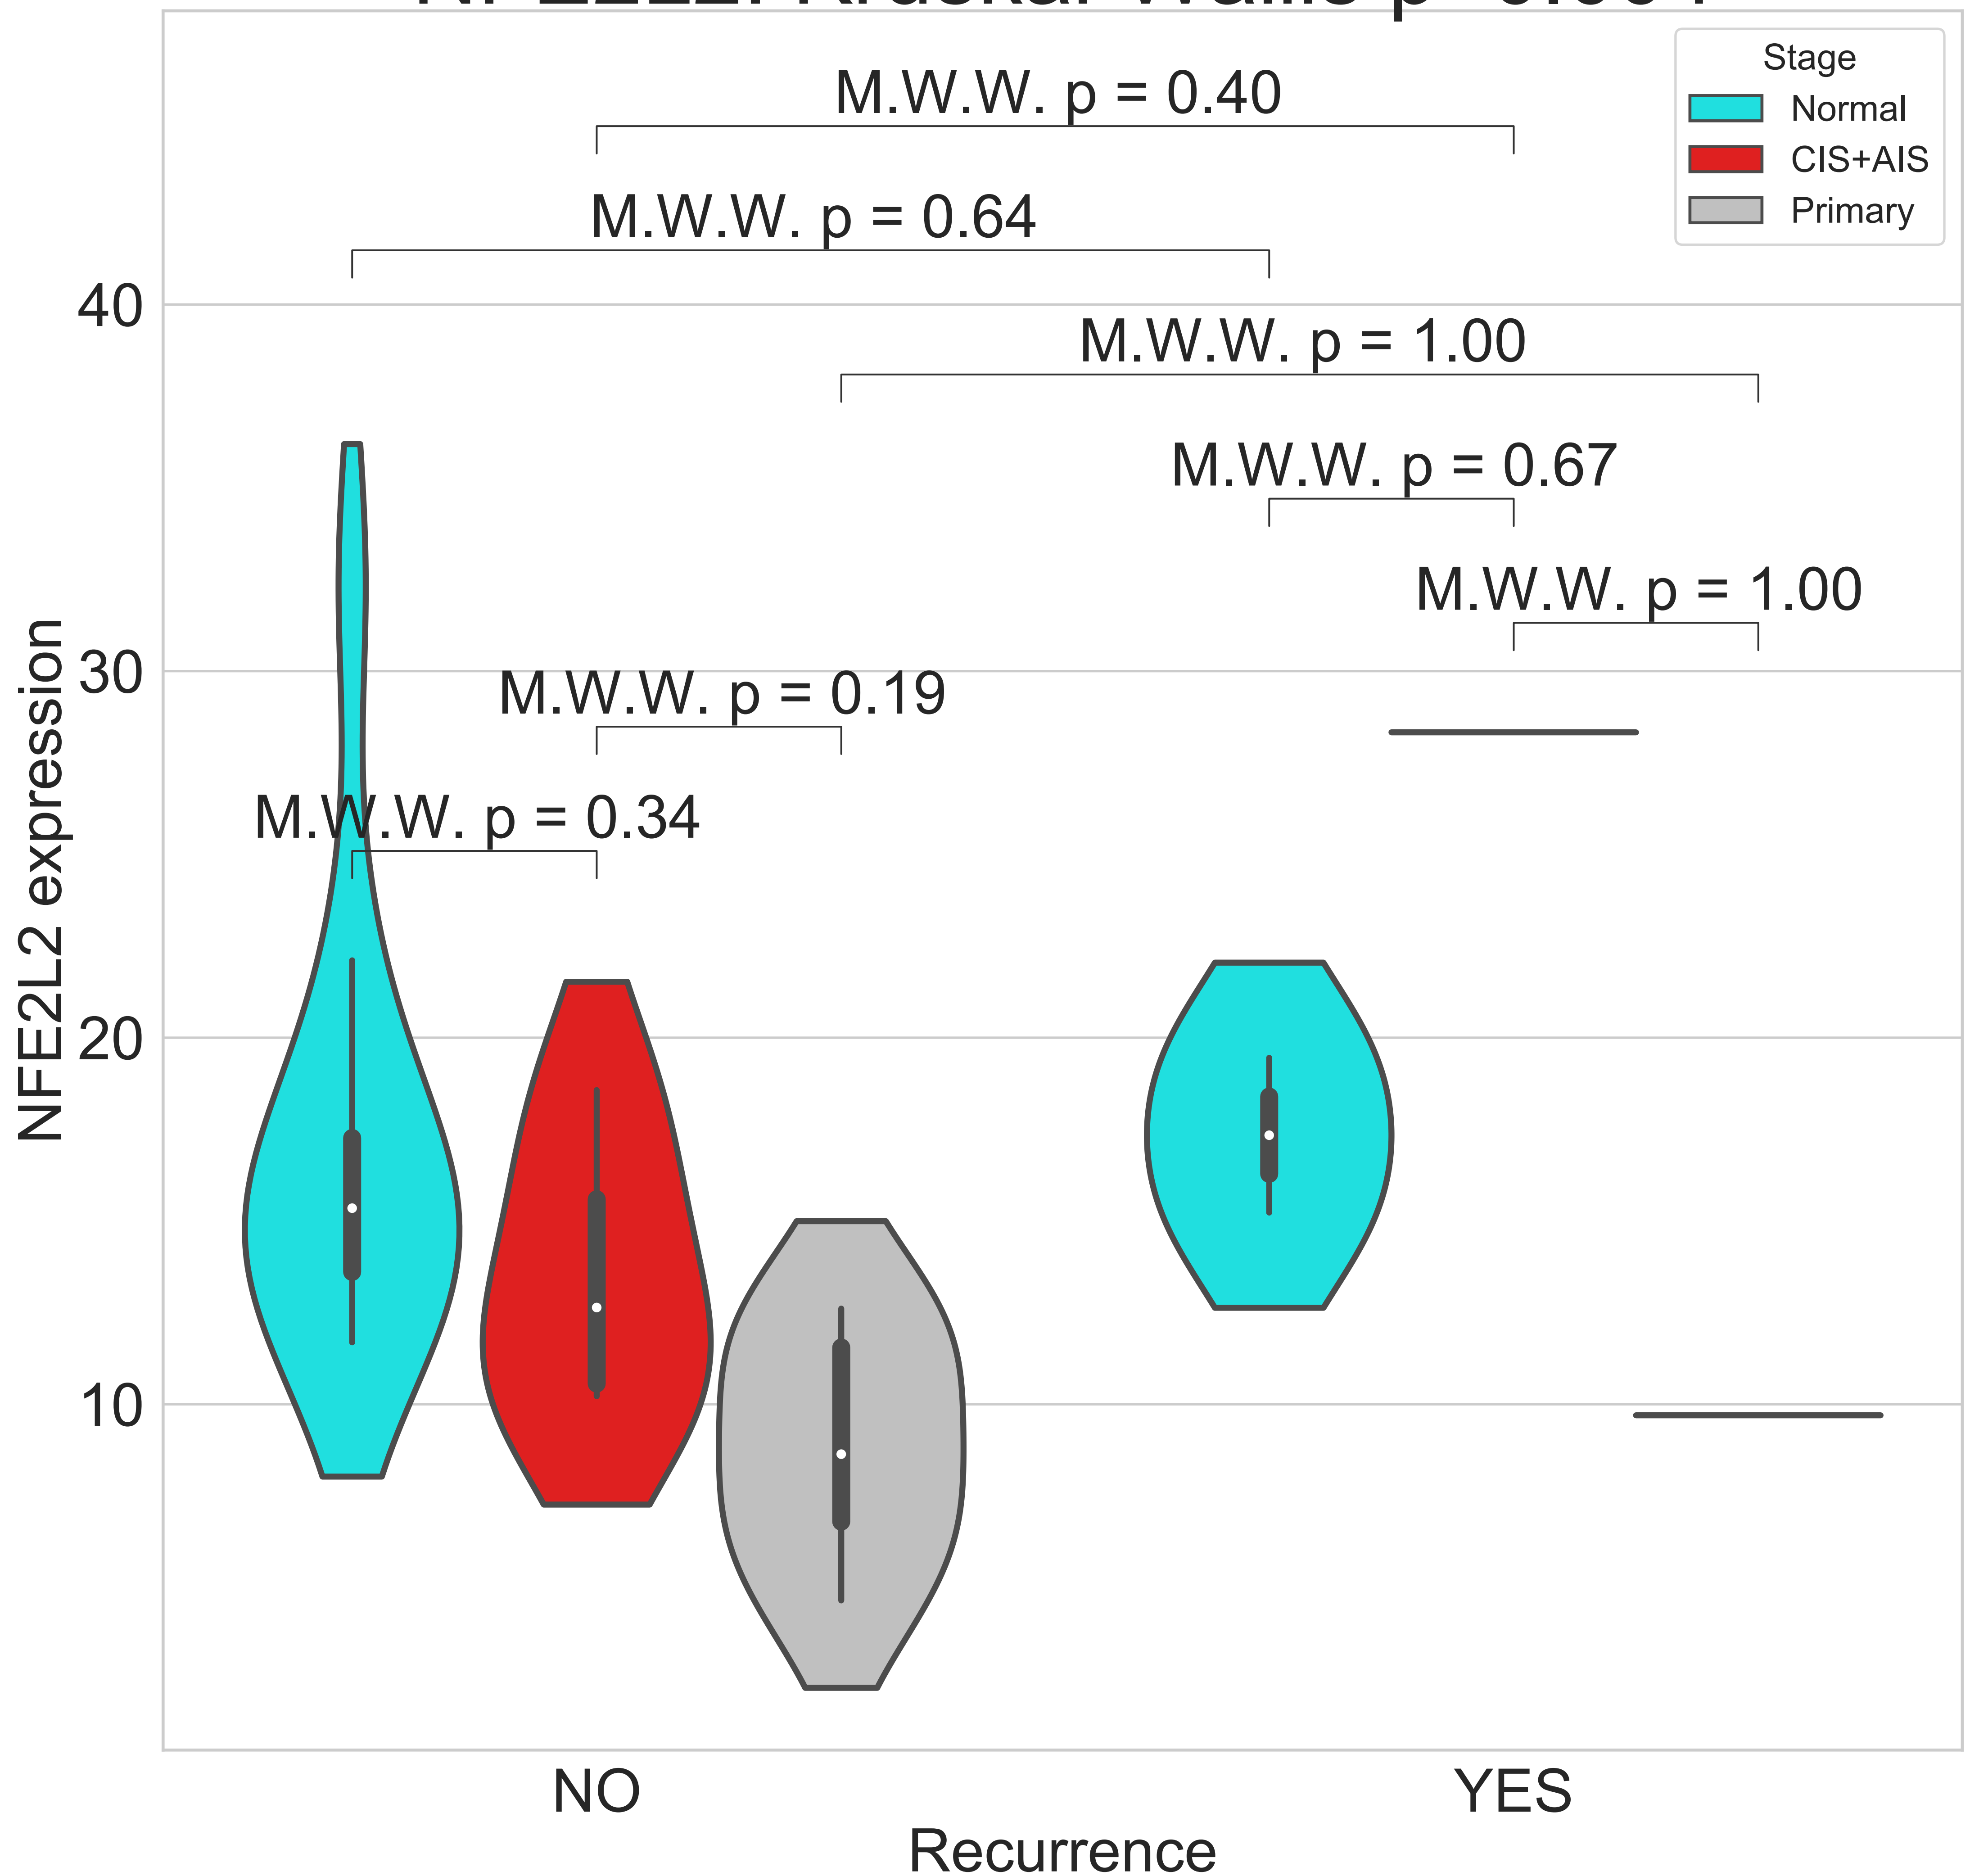 Stage
Normal
CIS+AIS
Primary
M.W.W. p = 0.40
M.W.W. p = 0.64
M.W.W. p = 1.00
M.W.W. p = 0.67
M.W.W. p = 1.00
M.W.W. p = 0.19
M.W.W. p = 0.34
NFE2L2 expression
40
30
20
10
NO
YES
Recurrence